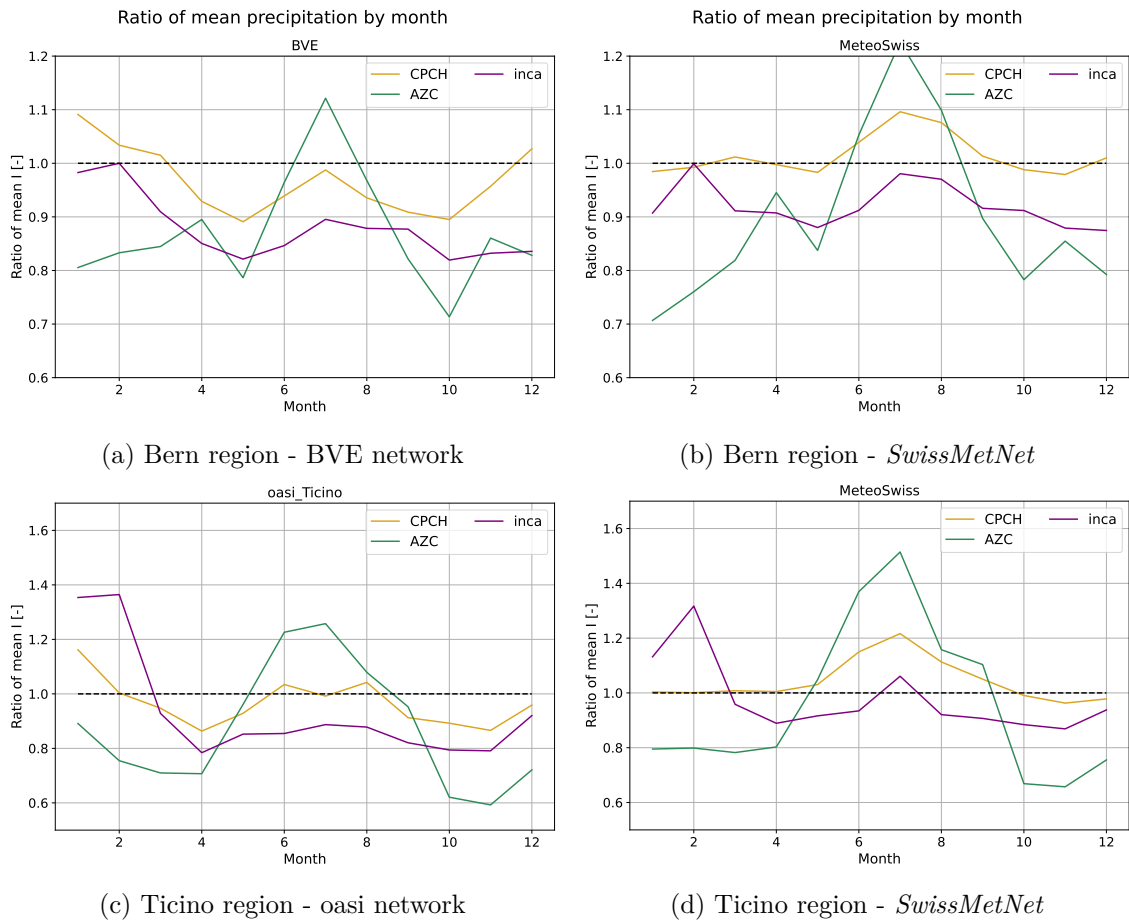 Ratio of mean precipitation by month
BVE
CPCH
AZC
inca
Ratio of mean I [-]
1.2
1.1
1.0
0.9
0.8
0.7
0.6
2 4 6 8 10 12
Month
(a) Bern region - BVE network
Ratio of mean precipitation by month
MeteoSwiss
CPCH
AZC
inca
Ratio of mean I [-]
1.2
1.1
1.0
0.9
0.8
0.7
0.6
2 4 6 8 10 12
Month
(b) Bern region - SwissMetNet
oasi_Ticino
CPCH
AZC
inca
Ratio of mean I [-]
1.6
1.4
1.2
1.0
0.8
0.6
2 4 6 8 10 12
Month
(c) Ticino region - oasi network
MeteoSwiss
CPCH
AZC
inca
Ratio of mean I [-]
1.6
1.4
1.2
1.0
0.8
0.6
2 4 6 8 10 12
Month
(d) Ticino region - SwissMetNet